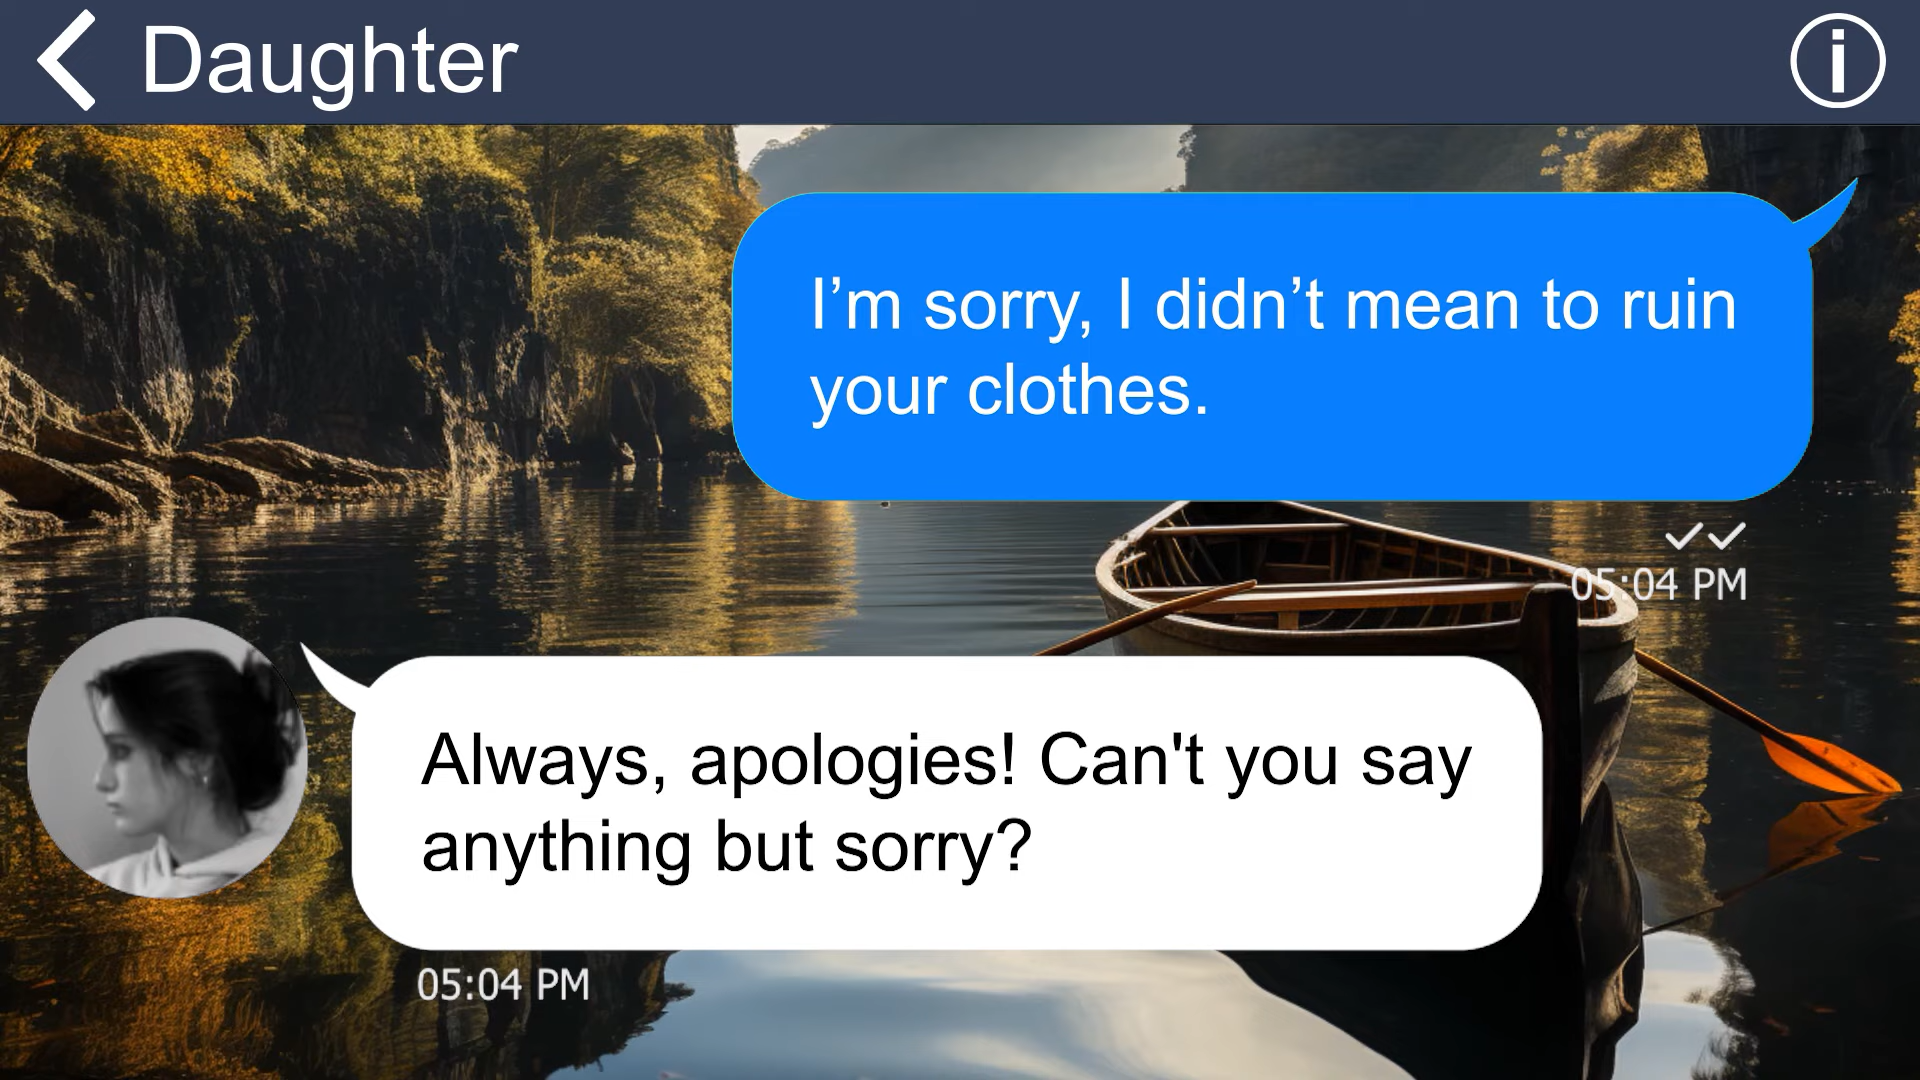 Daughter
I’m sorry, I didn’t mean to ruin
your clothes.
05:04 PM
Always, apologies! Can't you say
anything but sorry?
05:04 PM